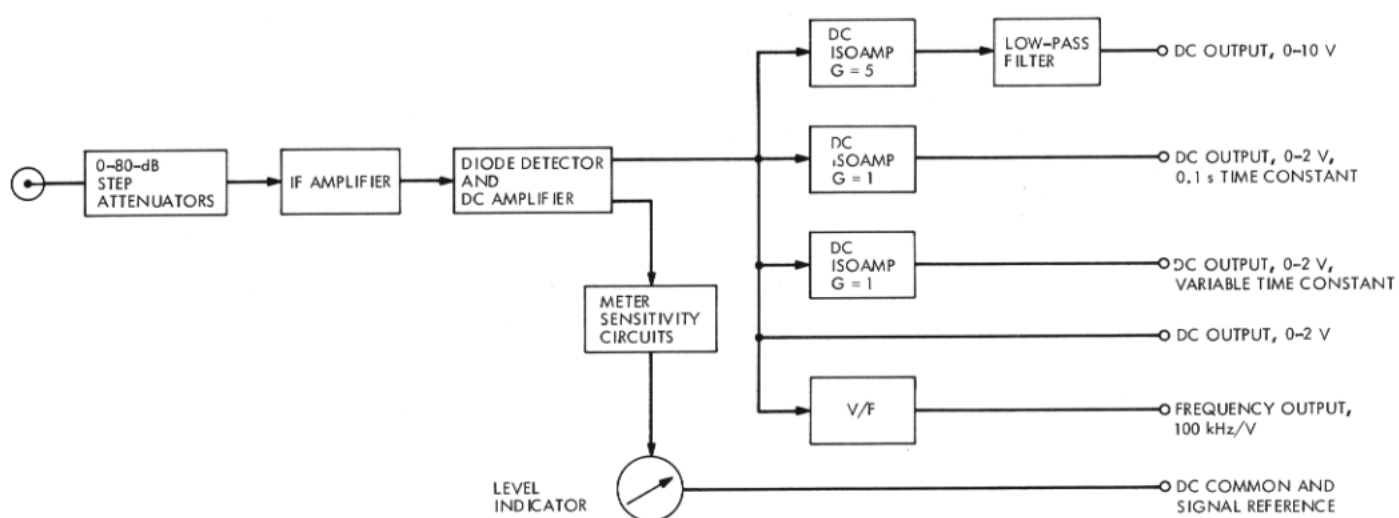 0-80-dB
STEP
ATTENUATORS
IF AMPLIFIER
DIODE DETECTOR
AND
DC AMPLIFIER
METER
SENSITIVITY
CIRCUITS
LEVEL
INDICATOR
DC
ISOAMP
G = 5
LOW-PASS
FILTER
DC OUTPUT, 0-10 V
DC
ISOAMP
G = 1
DC OUTPUT, 0-2 V,
0.1 s TIME CONSTANT
DC
ISOAMP
G = 1
DC OUTPUT, 0-2 V,
VARIABLE TIME CONSTANT
DC OUTPUT, 0-2 V
V/F
FREQUENCY OUTPUT,
100 kHz/V
DC COMMON AND
SIGNAL REFERENCE